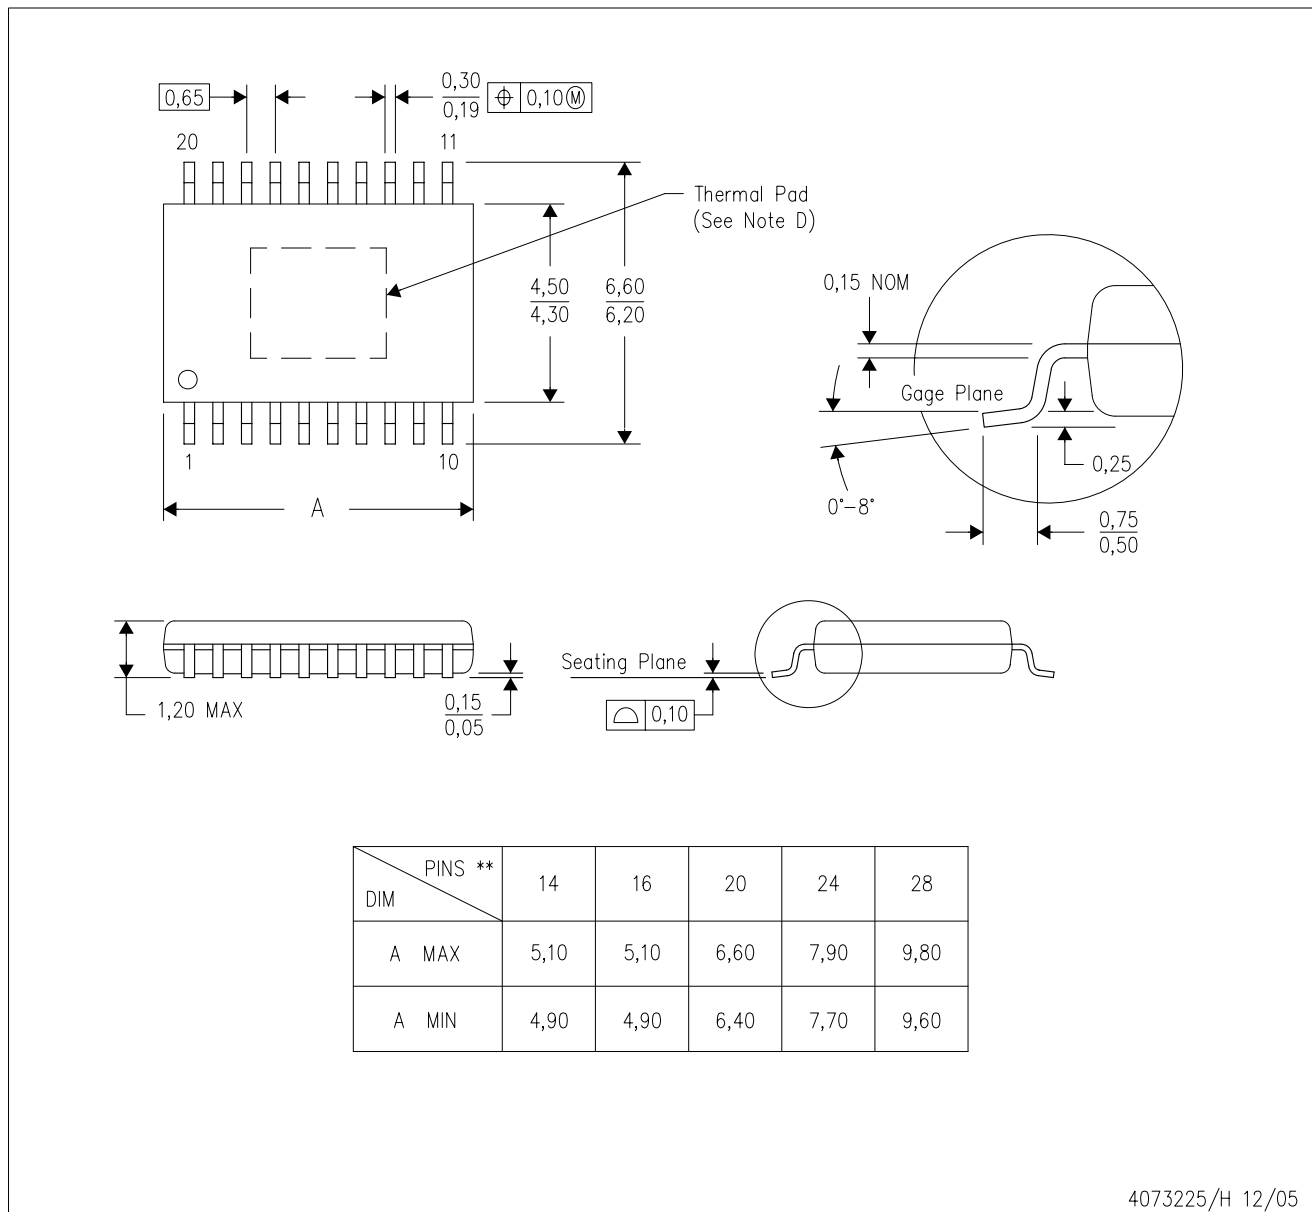 0,65
0,30
0,19
⌖ 0,10 Ⓜ
20
11
Thermal Pad
(See Note D)
4,50
4,30
6,60
6,20
1
10
A
0,15 NOM
Gage Plane
0,25
0°–8°
0,75
0,50
1,20 MAX
0,15
0,05
Seating Plane
⌓ 0,10
PINS **
DIM
14 16 20 24 28
A MAX 5,10 5,10 6,60 7,90 9,80
A MIN 4,90 4,90 6,40 7,70 9,60
4073225/H 12/05